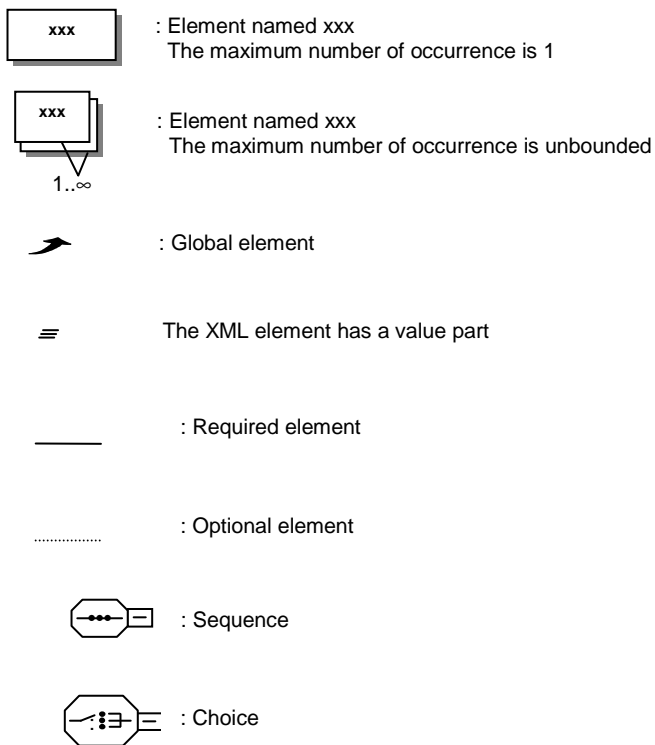 xxx
: Element named xxx
The maximum number of occurrence is 1
xxx
: Element named xxx
The maximum number of occurrence is unbounded
1..∞
: Global element
The XML element has a value part
: Required element
: Optional element
: Sequence
: Choice